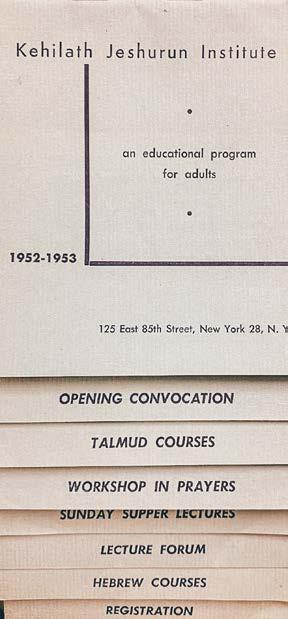 Kehilath Jeshurun Institute
an educational program
for adults
1952-1953
125 East 85th Street, New York 28, N. Y
OPENING CONVOCATION
TALMUD COURSES
WORKSHOP IN PRAYERS
SUNDAY SUPPER LECTURES
LECTURE FORUM
HEBREW COURSES
REGISTRATION